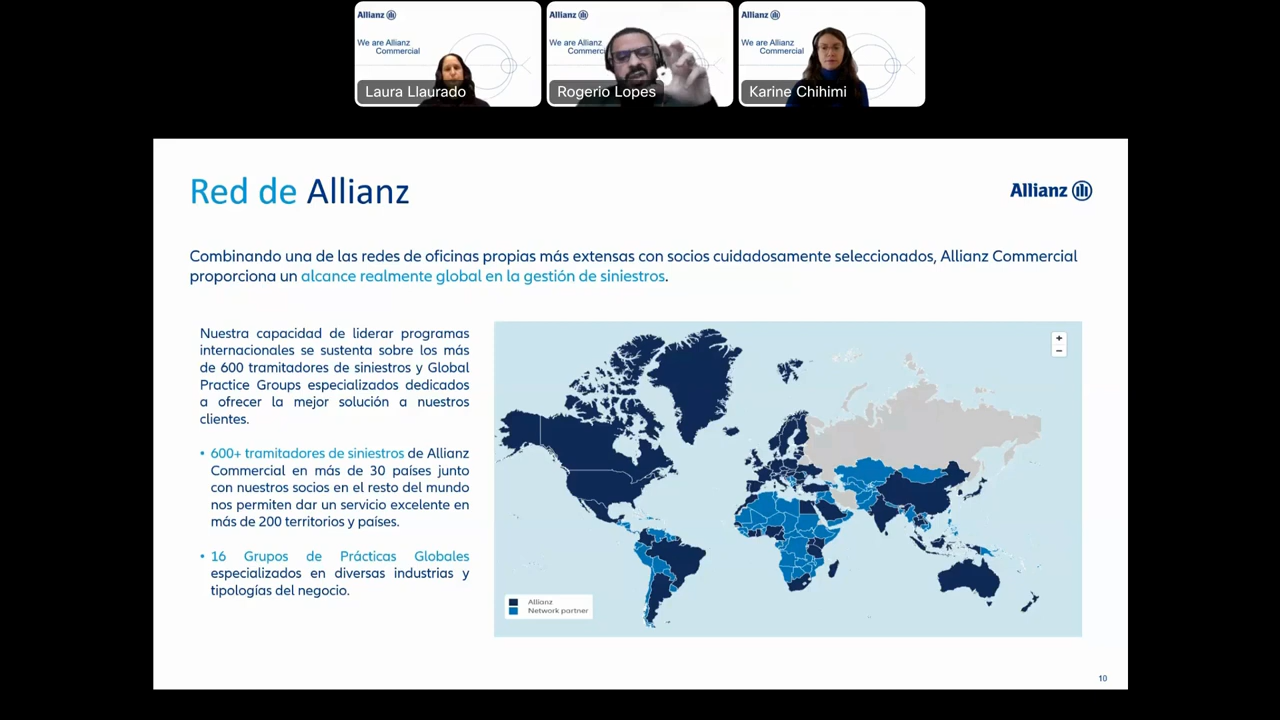 Allianz
We are Allianz
Commercial
Laura Llaurado
Allianz
We are Allianz
Rogerio Lopes
Allianz
We are Allianz
Commercial
Karine Chihimi
Red de Allianz
Allianz
Combinando una de las redes de oficinas propias más extensas con socios cuidadosamente seleccionados, Allianz Commercial
proporciona un alcance realmente global en la gestión de siniestros.
Nuestra capacidad de liderar programas
internacionales se sustenta sobre los más
de 600 tramitadores de siniestros y Global
Practice Groups especializados dedicados
a ofrecer la mejor solución a nuestros
clientes.
• 600+ tramitadores de siniestros de Allianz
Commercial en más de 30 países junto
con nuestros socios en el resto del mundo
nos permiten dar un servicio excelente en
más de 200 territorios y países.
• 16 Grupos de Prácticas Globales
especializados en diversas industrias y
tipologías del negocio.
+
−
Allianz
Network partner
10